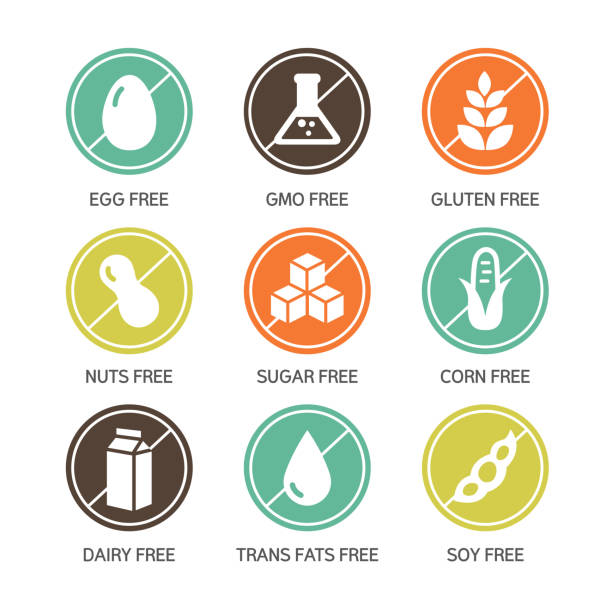 EGG FREE
GMO FREE
GLUTEN FREE
NUTS FREE
SUGAR FREE
CORN FREE
DAIRY FREE
TRANS FATS FREE
SOY FREE